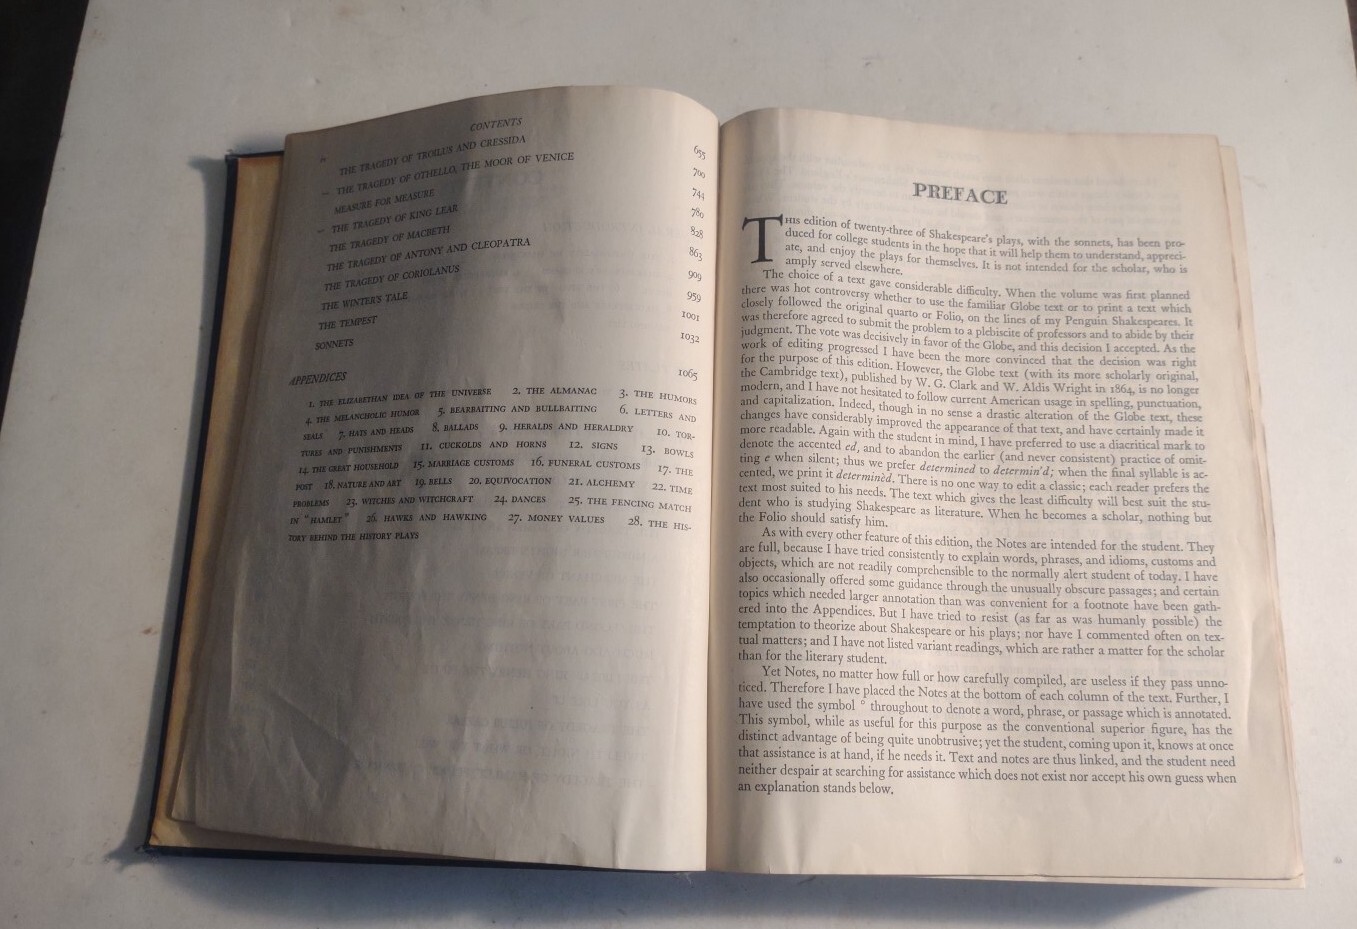 CONTENTS
THE TRAGEDY OF TROILUS AND CRESSIDA 655
THE TRAGEDY OF OTHELLO, THE MOOR OF VENICE 700
MEASURE FOR MEASURE 744
THE TRAGEDY OF KING LEAR 780
THE TRAGEDY OF MACBETH 828
THE TRAGEDY OF ANTONY AND CLEOPATRA 863
THE TRAGEDY OF CORIOLANUS 909
THE WINTER'S TALE 959
THE TEMPEST 1001
SONNETS 1032
APPENDICES 1065
1. THE ELIZABETHAN IDEA OF THE UNIVERSE 2. THE ALMANAC 3. THE HUMORS
4. THE MELANCHOLIC HUMOR 5. BEARBAITING AND BULLBAITING 6. LETTERS AND
SEALS 7. HATS AND HEADS 8. BALLADS 9. HERALDS AND HERALDRY 10. TOR-
TURES AND PUNISHMENTS 11. CUCKOLDS AND HORNS 12. SIGNS 13. BOWLS
14. THE GREAT HOUSEHOLD 15. MARRIAGE CUSTOMS 16. FUNERAL CUSTOMS 17. THE
POST 18. NATURE AND ART 19. BELLS 20. EQUIVOCATION 21. ALCHEMY 22. TIME
PROBLEMS 23. WITCHES AND WITCHCRAFT 24. DANCES 25. THE FENCING MATCH
IN "HAMLET" 26. HAWKS AND HAWKING 27. MONEY VALUES 28. THE HIS-
TORY BEHIND THE HISTORY PLAYS
PREFACE
THIS edition of twenty-three of Shakespeare's plays, with the sonnets, has been pro-
duced for college students in the hope that it will help them to understand, appreci-
ate, and enjoy the plays for themselves. It is not intended for the scholar, who is
amply served elsewhere.
The choice of a text gave considerable difficulty. When the volume was first planned
there was hot controversy whether to use the familiar Globe text or to print a text which
closely followed the original quarto or Folio, on the lines of my Penguin Shakespeares. It
was therefore agreed to submit the problem to a plebiscite of professors and to abide by their
judgment. The vote was decisively in favor of the Globe, and this decision I accepted. As the
work of editing progressed I have been the more convinced that the decision was right
for the purpose of this edition. However, the Globe text (with its more scholarly original,
the Cambridge text), published by W. G. Clark and W. Aldis Wright in 1864, is no longer
modern, and I have not hesitated to follow current American usage in spelling, punctuation,
and capitalization. Indeed, though in no sense a drastic alteration of the Globe text, these
changes have considerably improved the appearance of that text, and have certainly made it
more readable. Again with the student in mind, I have preferred to use a diacritical mark to
denote the accented ed, and to abandon the earlier (and never consistent) practice of omit-
ting e when silent; thus we prefer determined to determin'd; when the final syllable is ac-
cented, we print it determinèd. There is no one way to edit a classic; each reader prefers the
text most suited to his needs. The text which gives the least difficulty will best suit the stu-
dent who is studying Shakespeare as literature. When he becomes a scholar, nothing but
the Folio should satisfy him.
As with every other feature of this edition, the Notes are intended for the student. They
are full, because I have tried consistently to explain words, phrases, and idioms, customs and
objects, which are not readily comprehensible to the normally alert student of today. I have
also occasionally offered some guidance through the unusually obscure passages; and certain
topics which needed larger annotation than was convenient for a footnote have been gath-
ered into the Appendices. But I have tried to resist (as far as was humanly possible) the
temptation to theorize about Shakespeare or his plays; nor have I commented often on tex-
tual matters; and I have not listed variant readings, which are rather a matter for the scholar
than for the literary student.
Yet Notes, no matter how full or how carefully compiled, are useless if they pass unno-
ticed. Therefore I have placed the Notes at the bottom of each column of the text. Further, I
have used the symbol ° throughout to denote a word, phrase, or passage which is annotated.
This symbol, while as useful for this purpose as the conventional superior figure, has the
distinct advantage of being quite unobtrusive; yet the student, coming upon it, knows at once
that assistance is at hand, if he needs it. Text and notes are thus linked, and the student need
neither despair at searching for assistance which does not exist nor accept his own guess when
an explanation stands below.